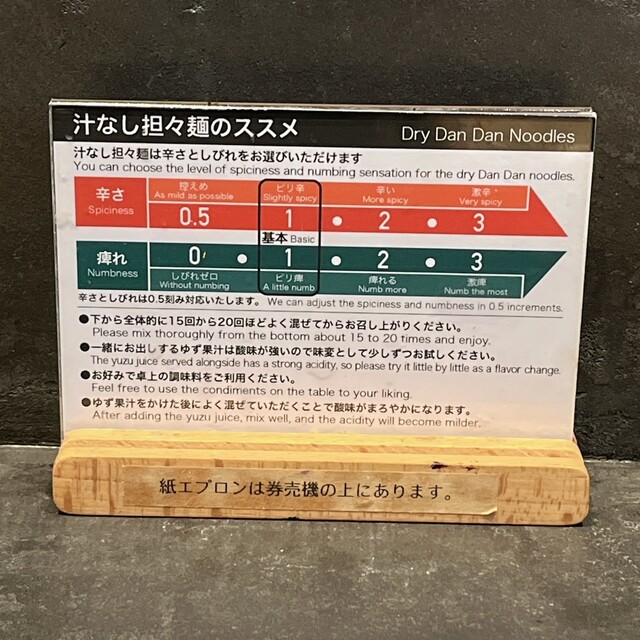 汁なし担々麺のススメ Dry Dan Dan Noodles
汁なし担々麺は辛さとしびれをお選びいただけます
You can choose the level of spiciness and numbing sensation for the dry Dan Dan noodles.
辛さ 控えめ ピリ辛 辛い 激辛
Spiciness As mild as possible Slightly spicy More spicy Very spicy
0.5 1 • 2 • 3
基本 Basic
痺れ 0 • 1 • 2 • 3
Numbness しびれゼロ ピリ痺 痺れる 激痺
Without numbing A little numb Numb more Numb the most
辛さとしびれは0.5刻み対応いたします。 We can adjust the spiciness and numbness in 0.5 increments.
●下から全体的に15回から20回ほどよく混ぜてからお召し上がりください。
Please mix thoroughly from the bottom about 15 to 20 times and enjoy.
●一緒にお出しするゆず果汁は酸味が強いので味変として少しずつお試しください。
The yuzu juice served alongside has a strong acidity, so please try it little by little as a flavor change.
●お好みで卓上の調味料をご利用ください。
Feel free to use the condiments on the table to your liking.
●ゆず果汁をかけた後によく混ぜていただくことで酸味がまろやかになります。
After adding the yuzu juice, mix well, and the acidity will become milder.
紙エプロンは券売機の上にあります。